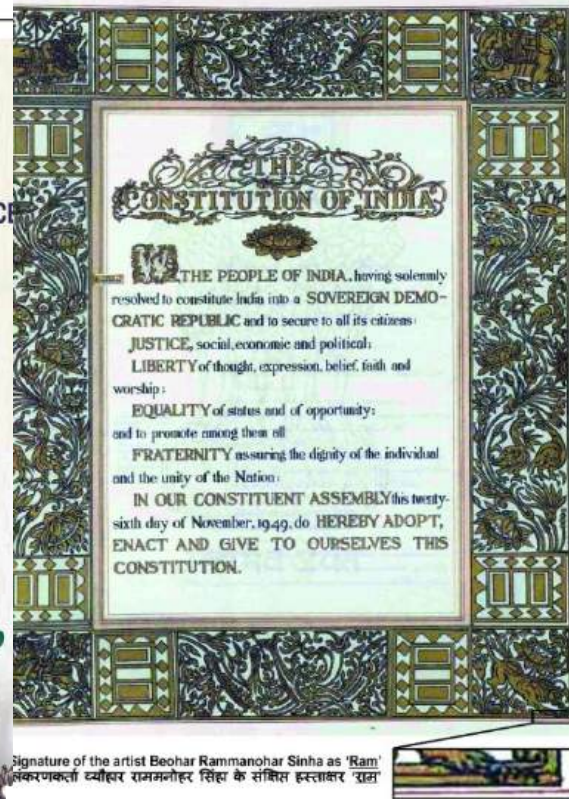 THE
CONSTITUTION OF INDIA
WE, THE PEOPLE OF INDIA, having solemnly
resolved to constitute India into a SOVEREIGN DEMO-
CRATIC REPUBLIC and to secure to all its citizens:
JUSTICE, social, economic and political;
LIBERTY of thought, expression, belief, faith and
worship;
EQUALITY of status and of opportunity;
and to promote among them all
FRATERNITY assuring the dignity of the individual
and the unity of the Nation;
IN OUR CONSTITUENT ASSEMBLY this twenty-
sixth day of November, 1949, do HEREBY ADOPT,
ENACT AND GIVE TO OURSELVES THIS
CONSTITUTION.
Signature of the artist Beohar Rammanohar Sinha as 'Ram'
लंकरणकर्ता ब्यौहार राममनोहर सिंहा के संक्षिप्त हस्ताक्षर 'राम'